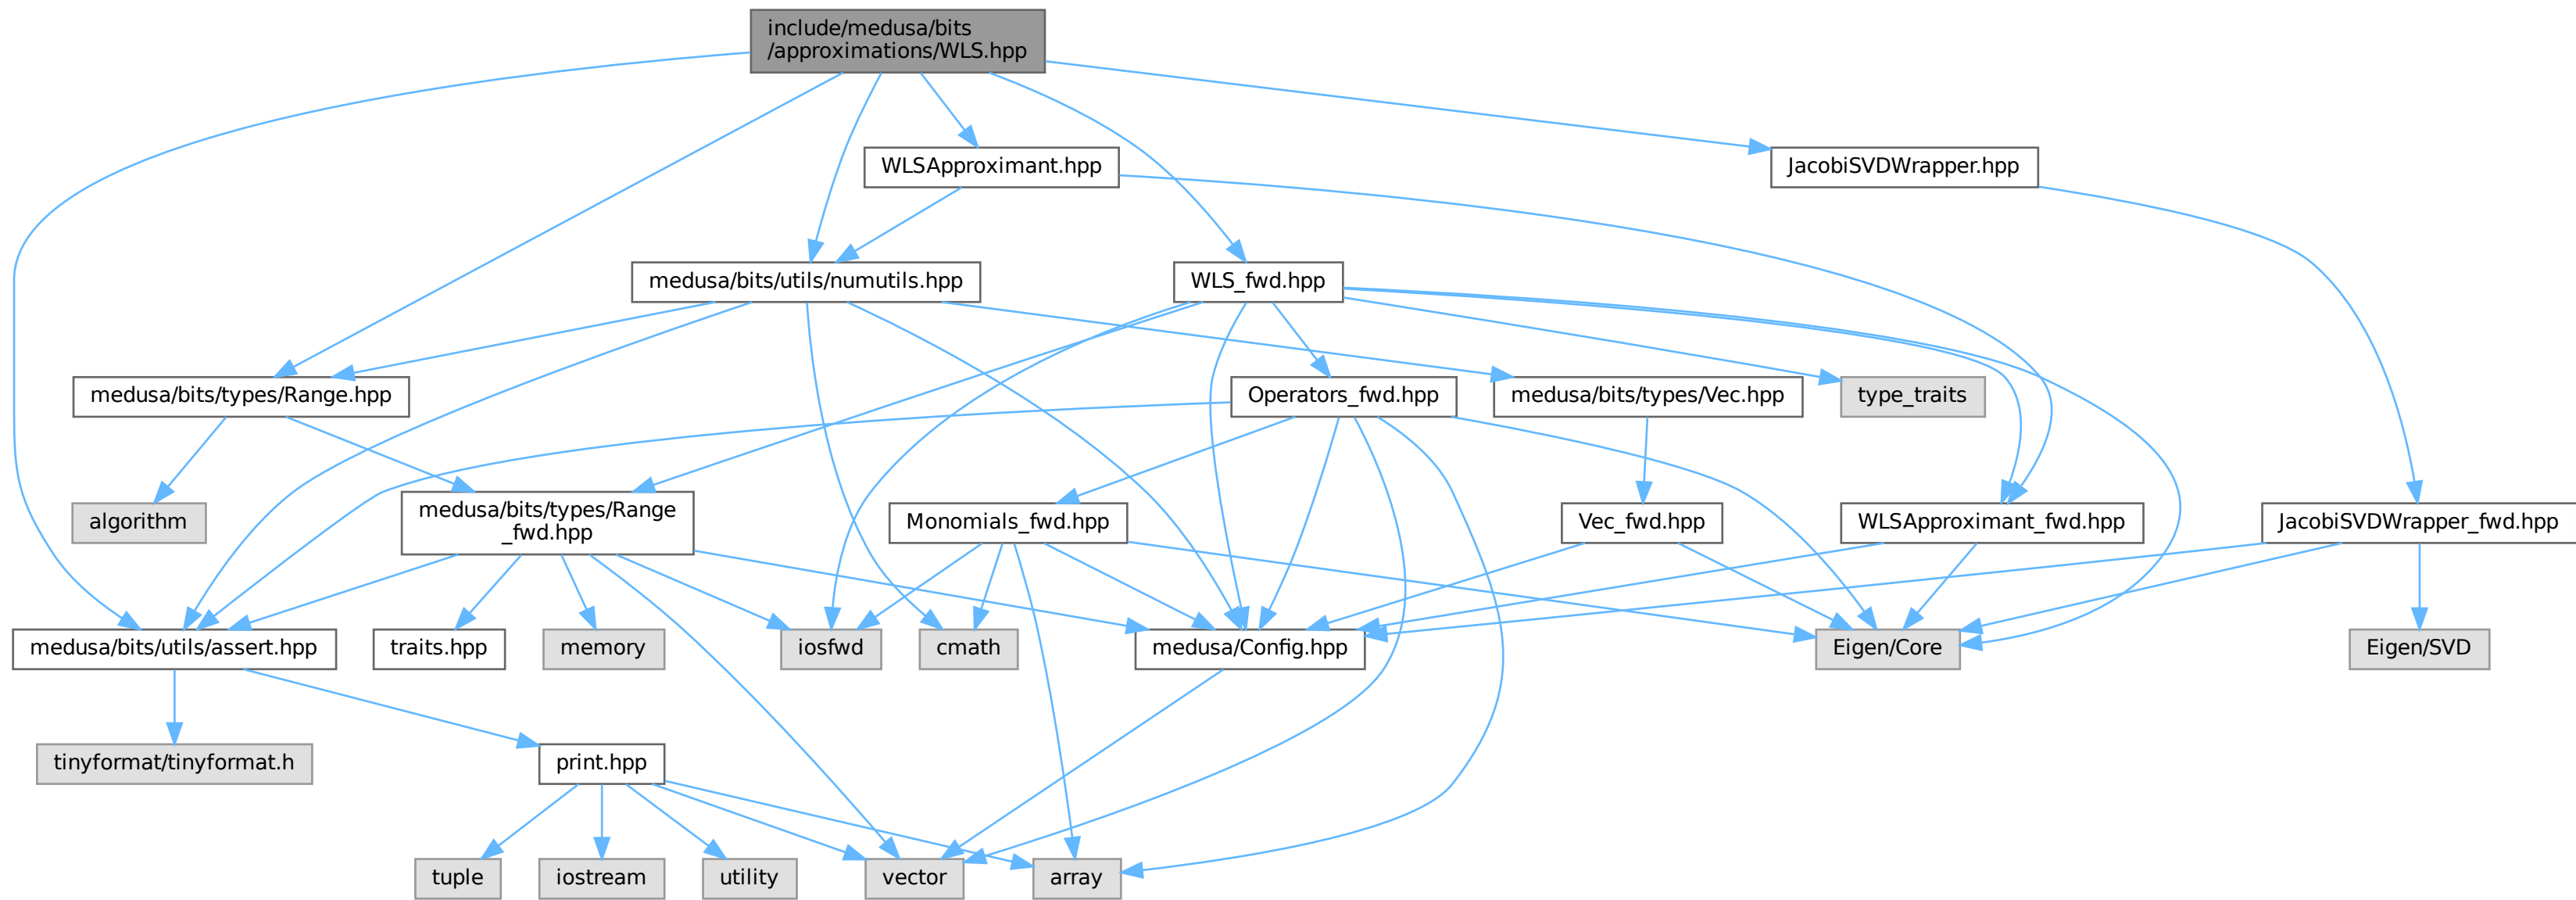 include/medusa/bits
/approximations/WLS.hpp
WLSApproximant.hpp
JacobiSVDWrapper.hpp
medusa/bits/utils/numutils.hpp
WLS_fwd.hpp
medusa/bits/types/Range.hpp
Operators_fwd.hpp
medusa/bits/types/Vec.hpp
type_traits
algorithm
medusa/bits/types/Range
_fwd.hpp
Monomials_fwd.hpp
Vec_fwd.hpp
WLSApproximant_fwd.hpp
JacobiSVDWrapper_fwd.hpp
medusa/bits/utils/assert.hpp
traits.hpp
memory
iosfwd
cmath
medusa/Config.hpp
Eigen/Core
Eigen/SVD
tinyformat/tinyformat.h
print.hpp
tuple
iostream
utility
vector
array